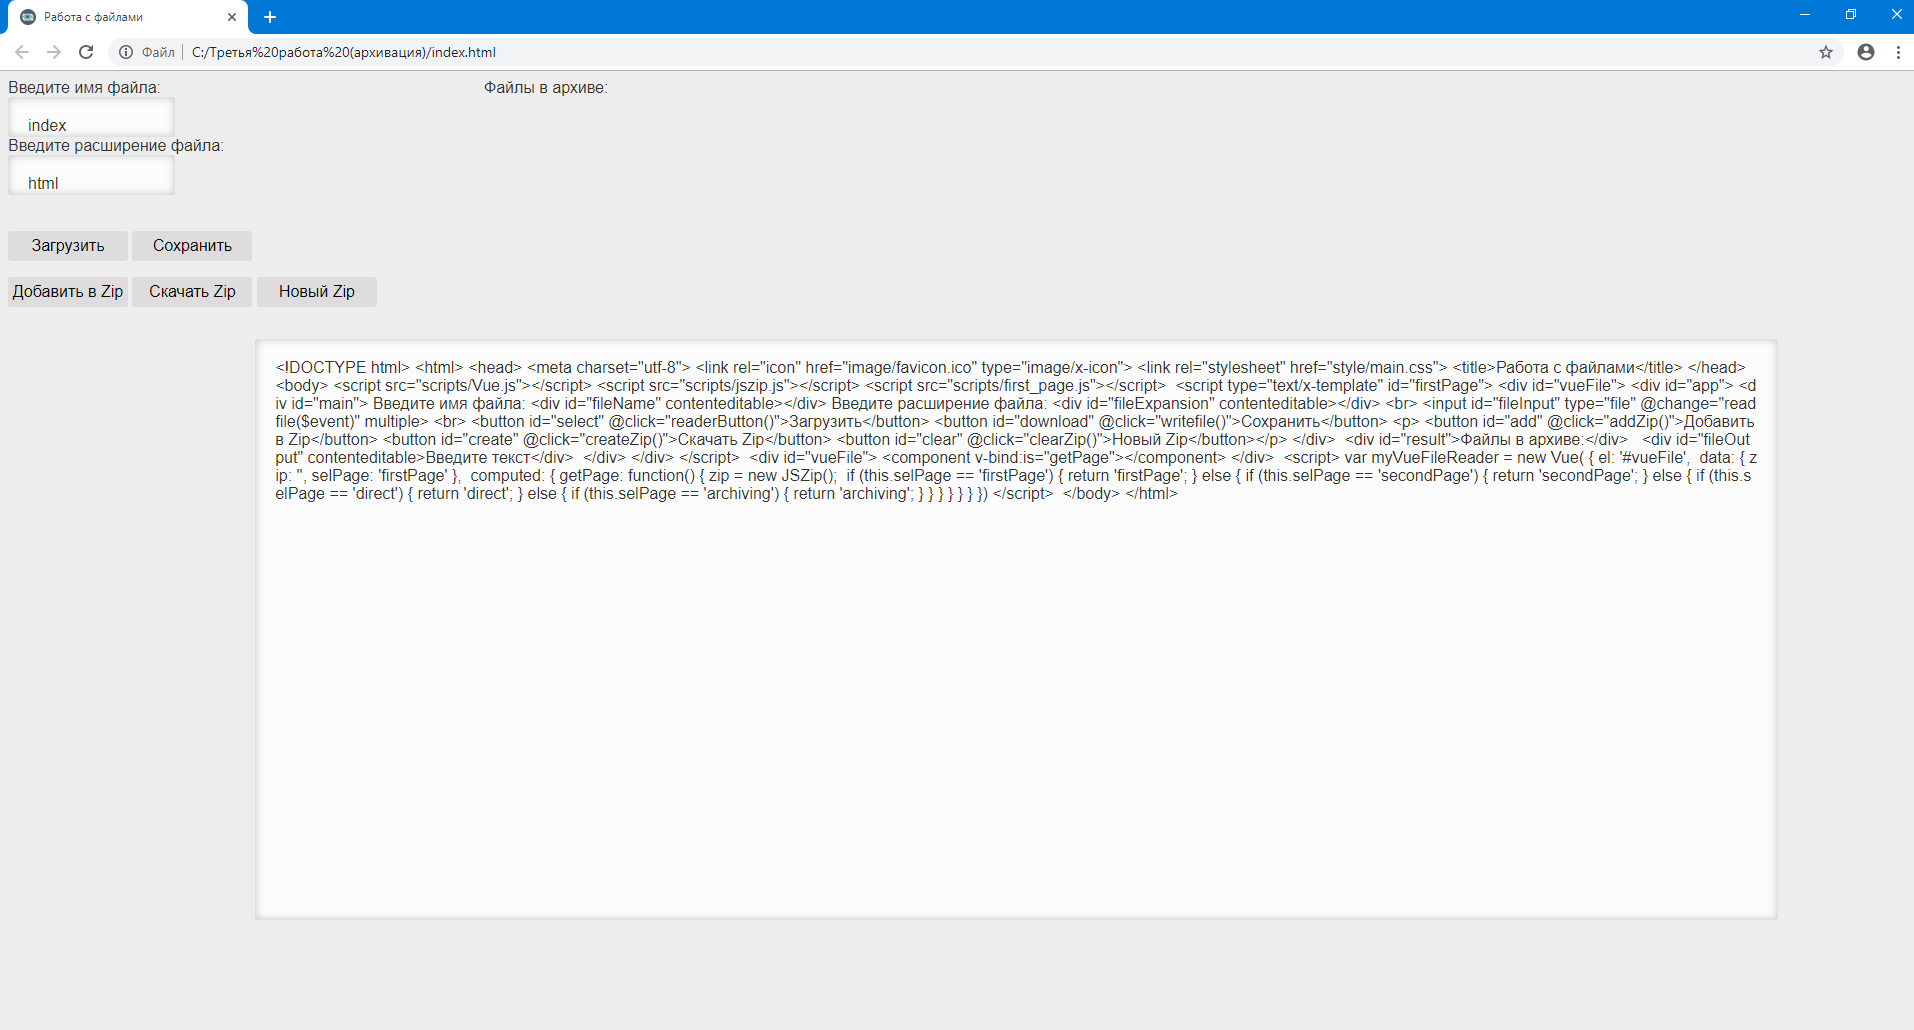 Работа с файлами
Файл
C:/Третья%20работа%20(архивация)/index.html
Введите имя файла:
Файлы в архиве:
index
Введите расширение файла:
html
Загрузить
Сохранить
Добавить в Zip
Скачать Zip
Новый Zip
<!DOCTYPE html> <html> <head> <meta charset="utf-8"> <link rel="icon" href="image/favicon.ico" type="image/x-icon"> <link rel="stylesheet" href="style/main.css"> <title>Работа с файлами</title> </head>
<body> <script src="scripts/Vue.js"></script> <script src="scripts/jszip.js"></script> <script src="scripts/first_page.js"></script>  <script type="text/x-template" id="firstPage"> <div id="vueFile"> <div id="app"> <d
iv id="main"> Введите имя файла: <div id="fileName" contenteditable></div> Введите расширение файла: <div id="fileExpansion" contenteditable></div> <br> <input id="fileInput" type="file" @change="read
file($event)" multiple> <br> <button id="select" @click="readerButton()">Загрузить</button> <button id="download" @click="writefile()">Сохранить</button> <p> <button id="add" @click="addZip()">Добавить
в Zip</button> <button id="create" @click="createZip()">Скачать Zip</button> <button id="clear" @click="clearZip()">Новый Zip</button></p> </div>  <div id="result">Файлы в архиве:</div>   <div id="fileOut
put" contenteditable>Введите текст</div>  </div> </div> </script>  <div id="vueFile"> <component v-bind:is="getPage"></component> </div>  <script> var myVueFileReader = new Vue( { el: '#vueFile',  data: { z
ip: '', selPage: 'firstPage' },  computed: { getPage: function() { zip = new JSZip();  if (this.selPage == 'firstPage') { return 'firstPage'; } else { if (this.selPage == 'secondPage') { return 'secondPage'; } else { if (this.s
elPage == 'direct') { return 'direct'; } else { if (this.selPage == 'archiving') { return 'archiving'; } } } } } } }) </script>  </body> </html>